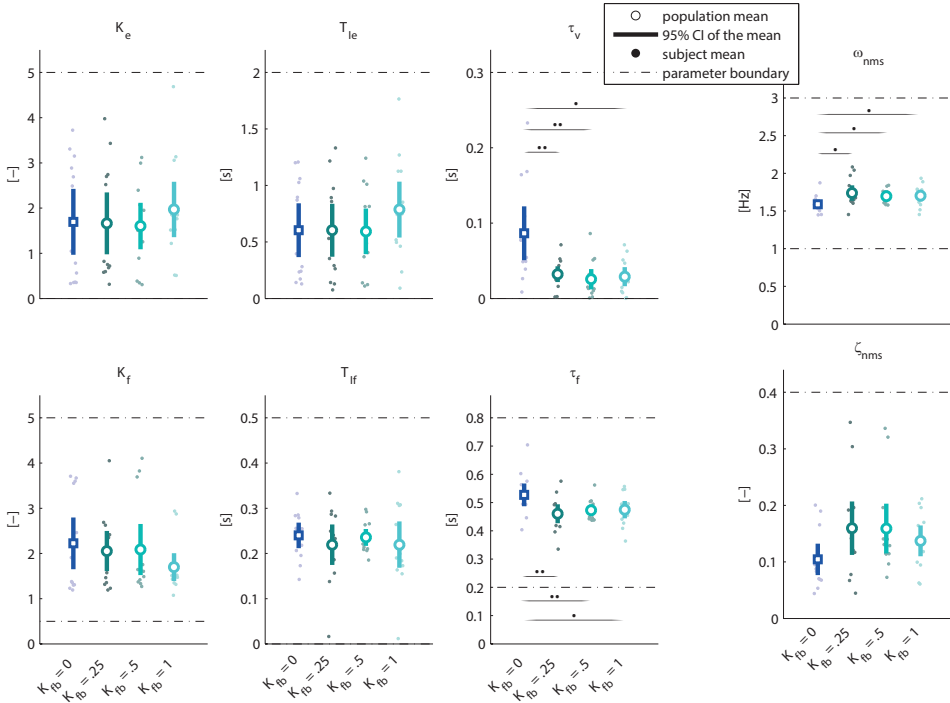 population mean
95% CI of the mean
subject mean
parameter boundary
K_e
[−]
5
4
3
2
1
0
T_le
[s]
2
1.5
1
0.5
0
τ_v
[s]
0.3
0.2
0.1
0
ω_nms
[Hz]
3
2.5
2
1.5
1
0.5
0
K_f
[−]
5
4
3
2
1
0
K_fb = 0
K_fb = .25
K_fb = .5
K_fb = 1
T_lf
[s]
0.5
0.4
0.3
0.2
0.1
0
K_fb = 0
K_fb = .25
K_fb = .5
K_fb = 1
τ_f
[s]
0.8
0.7
0.6
0.5
0.4
0.3
0.2
0.1
0
K_fb = 0
K_fb = .25
K_fb = .5
K_fb = 1
ζ_nms
[−]
0.4
0.3
0.2
0.1
0
K_fb = 0
K_fb = .25
K_fb = .5
K_fb = 1